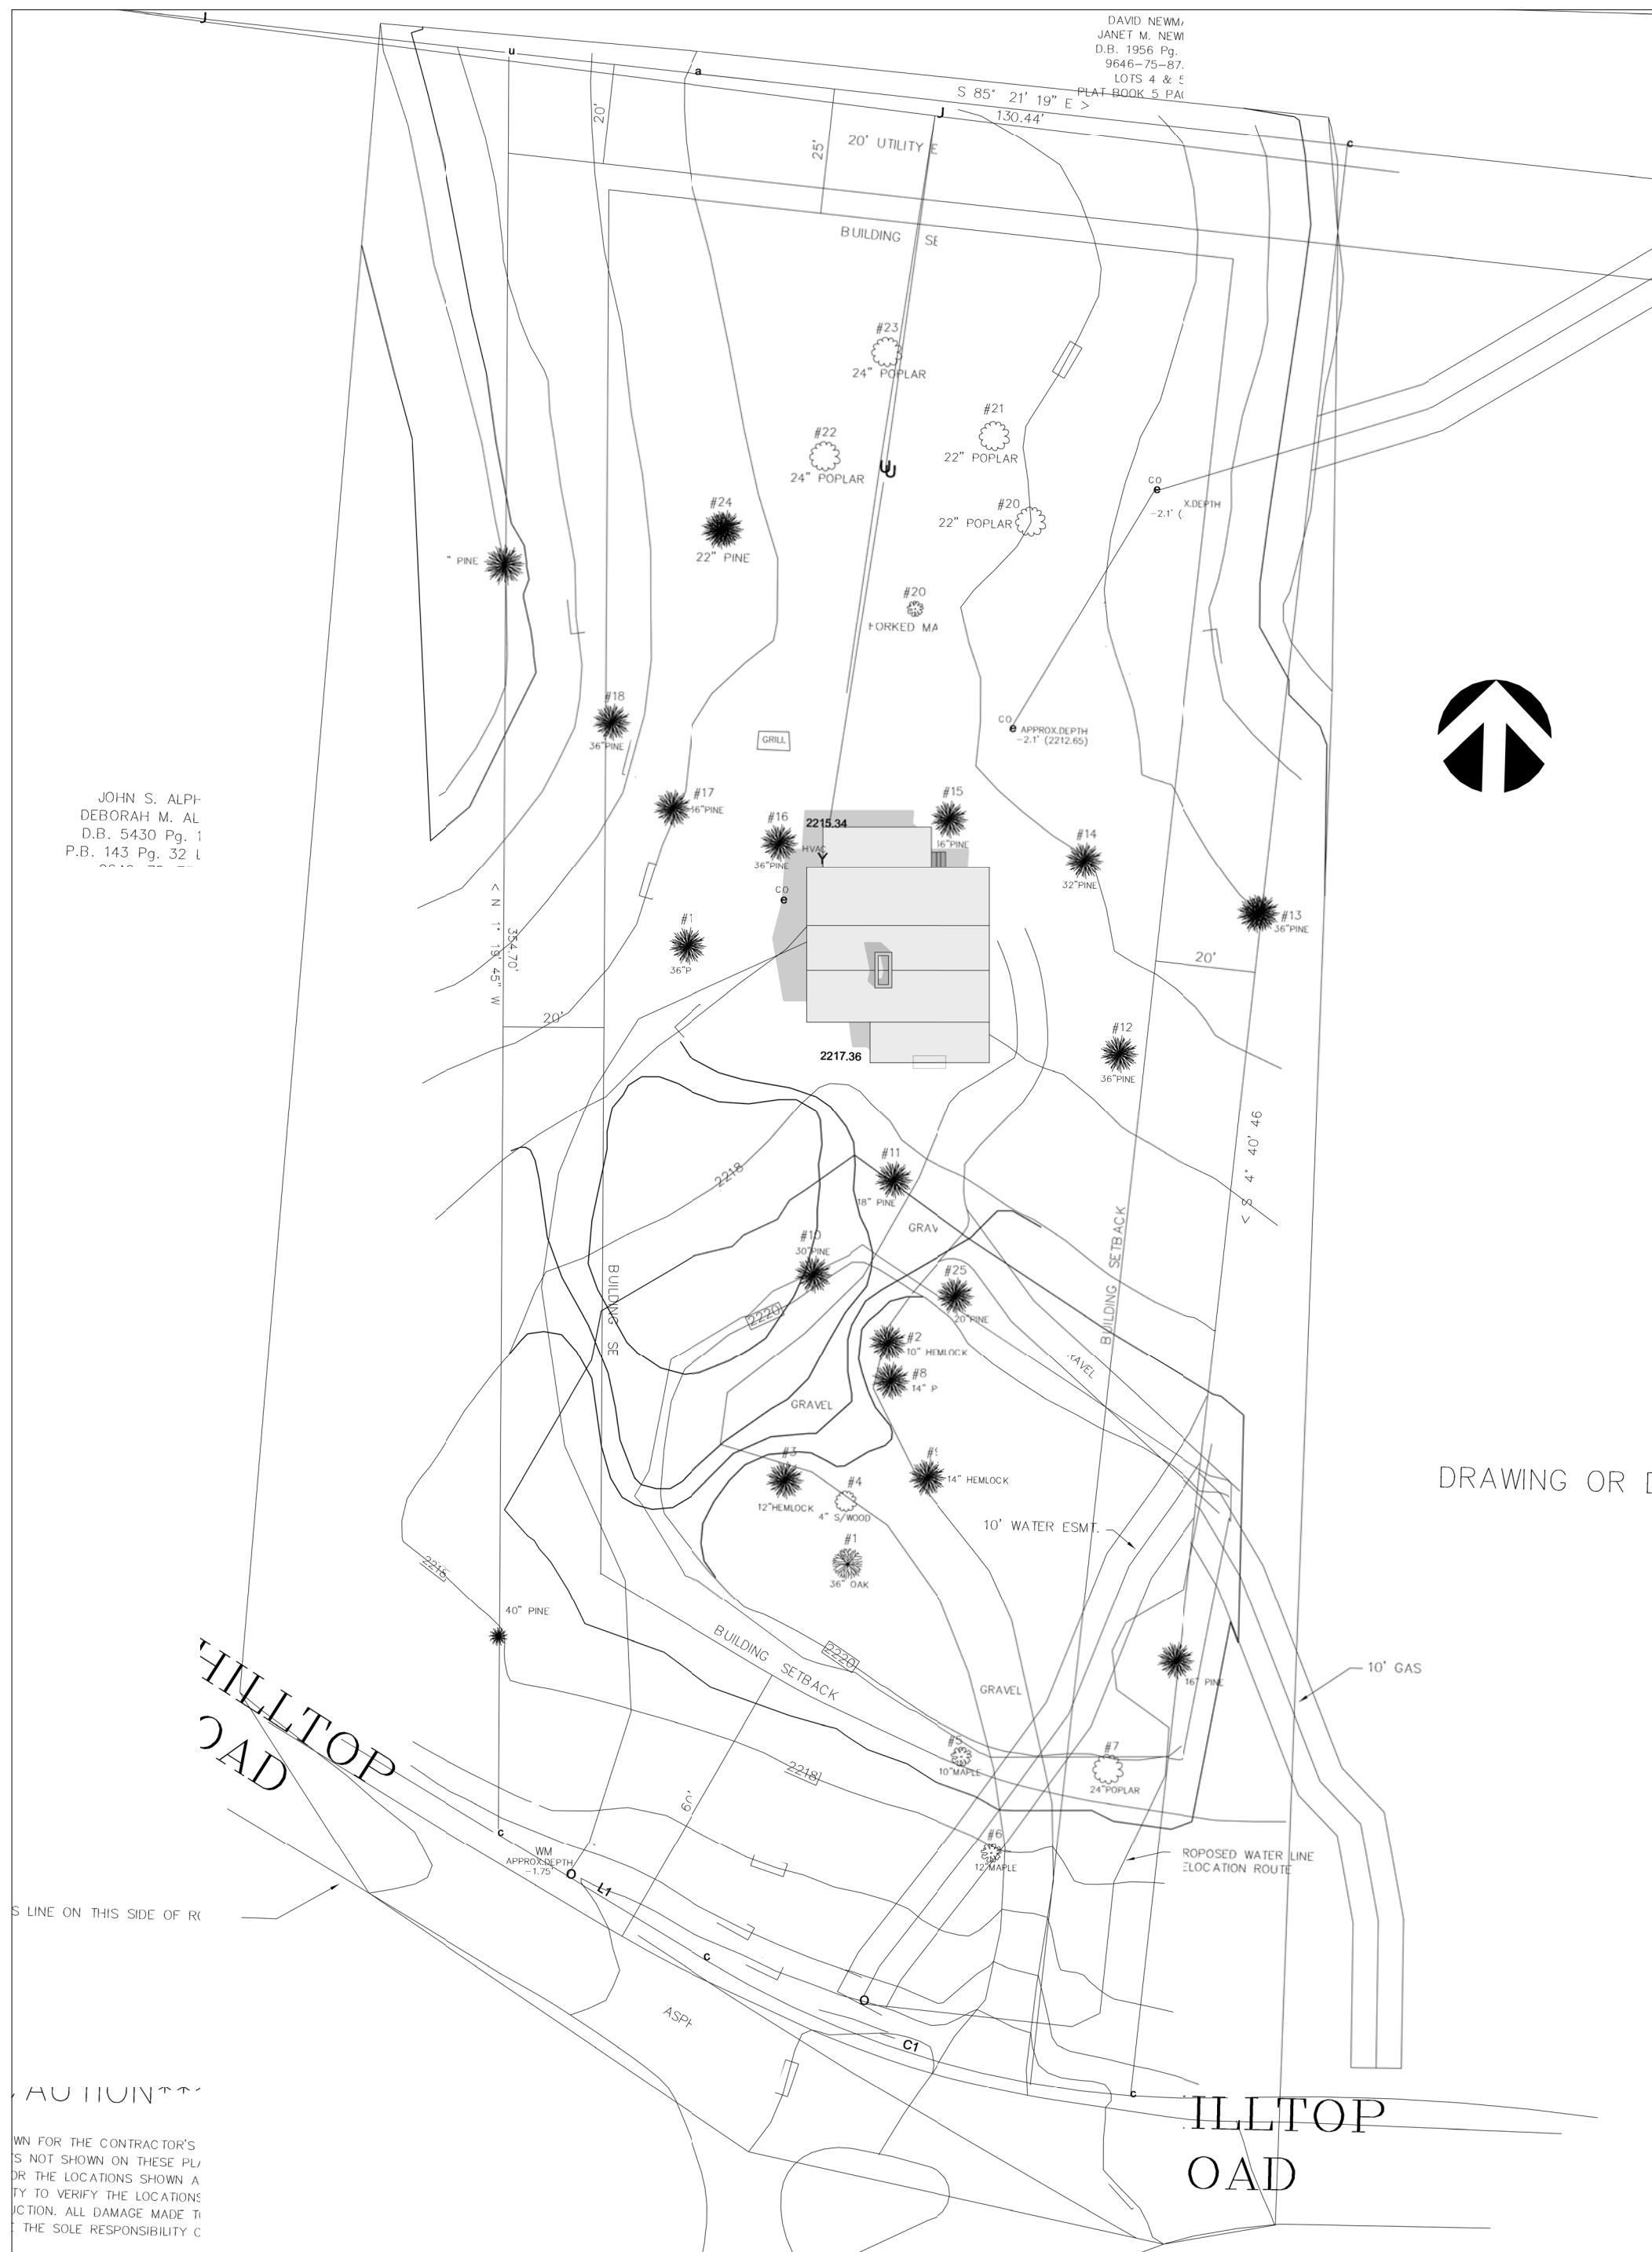 DAVID NEWM
JANET M. NEW
D.B. 1956 Pg.
9646-75-87.
LOTS 4 & 5
PLAT BOOK 5 PA
S 85° 21' 19" E >
130.44'
J
u
a
J
c
20'
25'
20' UTILITY E
BUILDING SE
#23
24" POPLAR
#22
24" POPLAR
#21
22" POPLAR
UU
#20
22" POPLAR
CO
e
X.DEPTH
-2.1' (
#24
22" PINE
" PINE
#20
FORKED MA
#18
36"PINE
GRILL
CO
e APPROX.DEPTH
-2.1' (2212.65)
JOHN S. ALPH
DEBORAH M. AL
D.B. 5430 Pg. 1
P.B. 143 Pg. 32 L
#17
36"PINE
#16
36"PINE
2215.34
HVAC
Y
#15
16"PINE
#14
32"PINE
CO
e
#13
36"PINE
< N 1° 19' 45" W
354.70'
#1
36"P
20'
20'
#12
36"PINE
2217.36
< S 4° 40' 46
2218
#11
18" PINE
GRAV
BUILDING SETBACK
#10
30"PINE
BUILDING SE
2220
#25
20"PINE
#2
10" HEMLOCK
#8
14" P
RAVEL
GRAVEL
#3
12"HEMLOCK
#4
4" S/WOOD
#9
14" HEMLOCK
DRAWING OR D
10' WATER ESMT.
#1
36" OAK
2216
40" PINE
BUILDING SETBACK
2220
GRAVEL
16" PINE
10' GAS
HILLTOP
OAD
#5
10"MAPLE
#7
24"POPLAR
2218
60'
c
WM
APPROX.DEPTH
-1.75'
O
L1
#6
12"MAPLE
ROPOSED WATER LINE
ELOCATION ROUTE
S LINE ON THIS SIDE OF RO
c
O
ASPH
C1
c
AUTION**
ILLTOP
OAD
WN FOR THE CONTRACTOR'S
S NOT SHOWN ON THESE PLA
OR THE LOCATIONS SHOWN A
TY TO VERIFY THE LOCATIONS
UCTION. ALL DAMAGE MADE TO
THE SOLE RESPONSIBILITY O